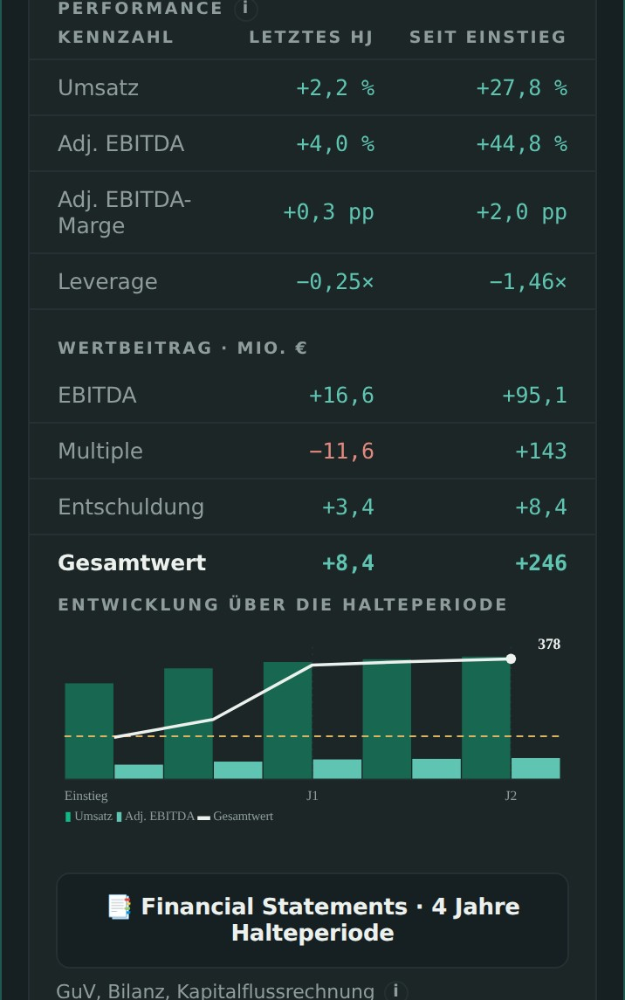 PERFORMANCE i
KENNZAHL LETZTES HJ SEIT EINSTIEG
Umsatz +2,2 % +27,8 %
Adj. EBITDA +4,0 % +44,8 %
Adj. EBITDA-
Marge +0,3 pp +2,0 pp
Leverage −0,25× −1,46×
WERTBEITRAG · MIO. €
EBITDA +16,6 +95,1
Multiple −11,6 +143
Entschuldung +3,4 +8,4
Gesamtwert +8,4 +246
ENTWICKLUNG ÜBER DIE HALTEPERIODE
378
Einstieg J1 J2
Umsatz Adj. EBITDA Gesamtwert
Financial Statements · 4 Jahre
Halteperiode
GuV, Bilanz, Kapitalflussrechnung i